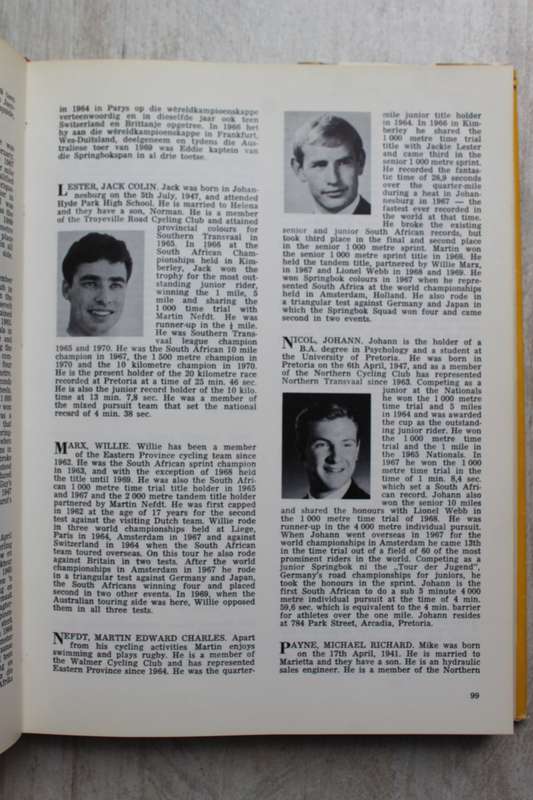 in 1964 in Parys op die wêreldkampioenskappe
verteenwoordig en in dieselfde jaar ook teen
Switzerland en Brittanje opgetree. In 1966 het
hy aan die wêreldkampioenskappe in Frankfurt,
Wes-Duitsland, deelgeneem en tydens die Aus-
traliese toer van 1969 was Eddie kaptein van
die Springbokspan in al drie toetse.
LESTER, JACK COLIN. Jack was born in Johan-
nesburg on the 5th July, 1947, and attended
Hyde Park High School. He is married to Helena
and they have a son, Norman. He is a member
of the Troyeville Road Cycling Club and attained
provincial colours for
Southern Transvaal in
1965. In 1966 at the
South African Cham-
pionships held in Kim-
berley, Jack won the
trophy for the most out-
standing junior rider,
winning the 1 mile, 5
mile and sharing the
1 000 time trial with
Martin Nefdt. He was
runner-up in the ¼ mile.
He was Southern Trans-
vaal league champion
1965 and 1970. He was the South African 10 mile
champion in 1967, the 1 500 metre champion in
1970 and the 10 kilometre champion in 1970.
He is the present holder of the 20 kilometre race
recorded at Pretoria at a time of 25 min. 46 sec.
He is also the junior record holder of the 10 kilo.
time at 13 min. 7,8 sec. He was a member of
the mixed pursuit team that set the national
record of 4 min. 38 sec.
MARX, WILLIE. Willie has been a member
of the Eastern Province cycling team since
1962. He was the South African sprint champion
in 1963, and with the exception of 1968 held
the title until 1969. He was also the South Afri-
can 1 000 metre time trial title holder in 1965
and 1967 and the 2 000 metre tandem title holder
partnered by Martin Nefdt. He was first capped
in 1962 at the age of 17 years for the second
test against the visiting Dutch team. Willie rode
in three world championships held at Liege,
Paris in 1964, Amsterdam in 1967 and against
Switzerland in 1964 when the South African
team toured overseas. On this tour he also rode
against Britain in two tests. After the world
championships in Amsterdam in 1967 he rode
in a triangular test against Germany and Japan,
the South Africans winning four and placed
second in two other events. In 1969, when the
Australian touring side was here, Willie opposed
them in all three tests.
NEFDT, MARTIN EDWARD CHARLES. Apart
from his cycling activities Martin enjoys
swimming and plays rugby. He is a member of
the Walmer Cycling Club and has represented
Eastern Province since 1964. He was the quarter-
mile junior title holder
in 1964. In 1966 in Kim-
berley he shared the
1 000 metre time trial
title with Jackie Lester
and came third in the
senior 1 000 metre sprint.
He recorded the fantas-
tic time of 26,9 seconds
over the quarter-mile
during a heat in Johan-
nesburg in 1967 — the
fastest ever recorded in
the world at that time.
He broke the existing
senior and junior South African records, but
took third place in the final and second place
in the senior 1 000 metre sprint. Martin won
the senior 1 000 metre sprint title in 1968. He
held the tandem title, partnered by Willie Marx,
in 1967 and Lionel Webb in 1968 and 1969. He
won Springbok colours in 1967 when he repre-
sented South Africa at the world championships
held in Amsterdam, Holland. He also rode in
a triangular test against Germany and Japan in
which the Springbok Squad won four and came
second in two events.
NICOL, JOHANN. Johann is the holder of a
B.A. degree in Psychology and a student at
the University of Pretoria. He was born in
Pretoria on the 6th April, 1947, and as a member
of the Northern Cycling Club has represented
Northern Transvaal since 1963. Competing as a
junior at the Nationals
he won the 1 000 metre
time trial and 5 miles
in 1964 and was awarded
the cup as the outstand-
ing junior rider. He won
the 1 000 metre time
trial and the 1 mile in
the 1965 Nationals. In
1967 he won the 1 000
metre time trial in the
time of 1 min. 8,4 sec.
which set a South Afri-
can record. Johann also
won the senior 10 miles
and shared the honours with Lionel Webb in
the 1 000 metre time trial of 1968. He was
runner-up in the 4 000 metre individual pursuit.
When Johann went overseas in 1967 for the
world championships in Amsterdam he came 13th
in the time trial out of a field of 60 of the most
prominent riders in the world. Competing as a
junior Springbok ni the „Tour der Jugend",
Germany's road championships for juniors, he
took the honours in the sprint. Johann is the
first South African to do a sub 5 minute 4 000
metre individual pursuit at the time of 4 min.
59,6 sec. which is equivalent to the 4 min. barrier
for athletes over the one mile. Johann resides
at 784 Park Street, Arcadia, Pretoria.
PAYNE, MICHAEL RICHARD. Mike was born
on the 17th April, 1941. He is married to
Marietta and they have a son. He is an hydraulic
sales engineer. He is a member of the Northern
99